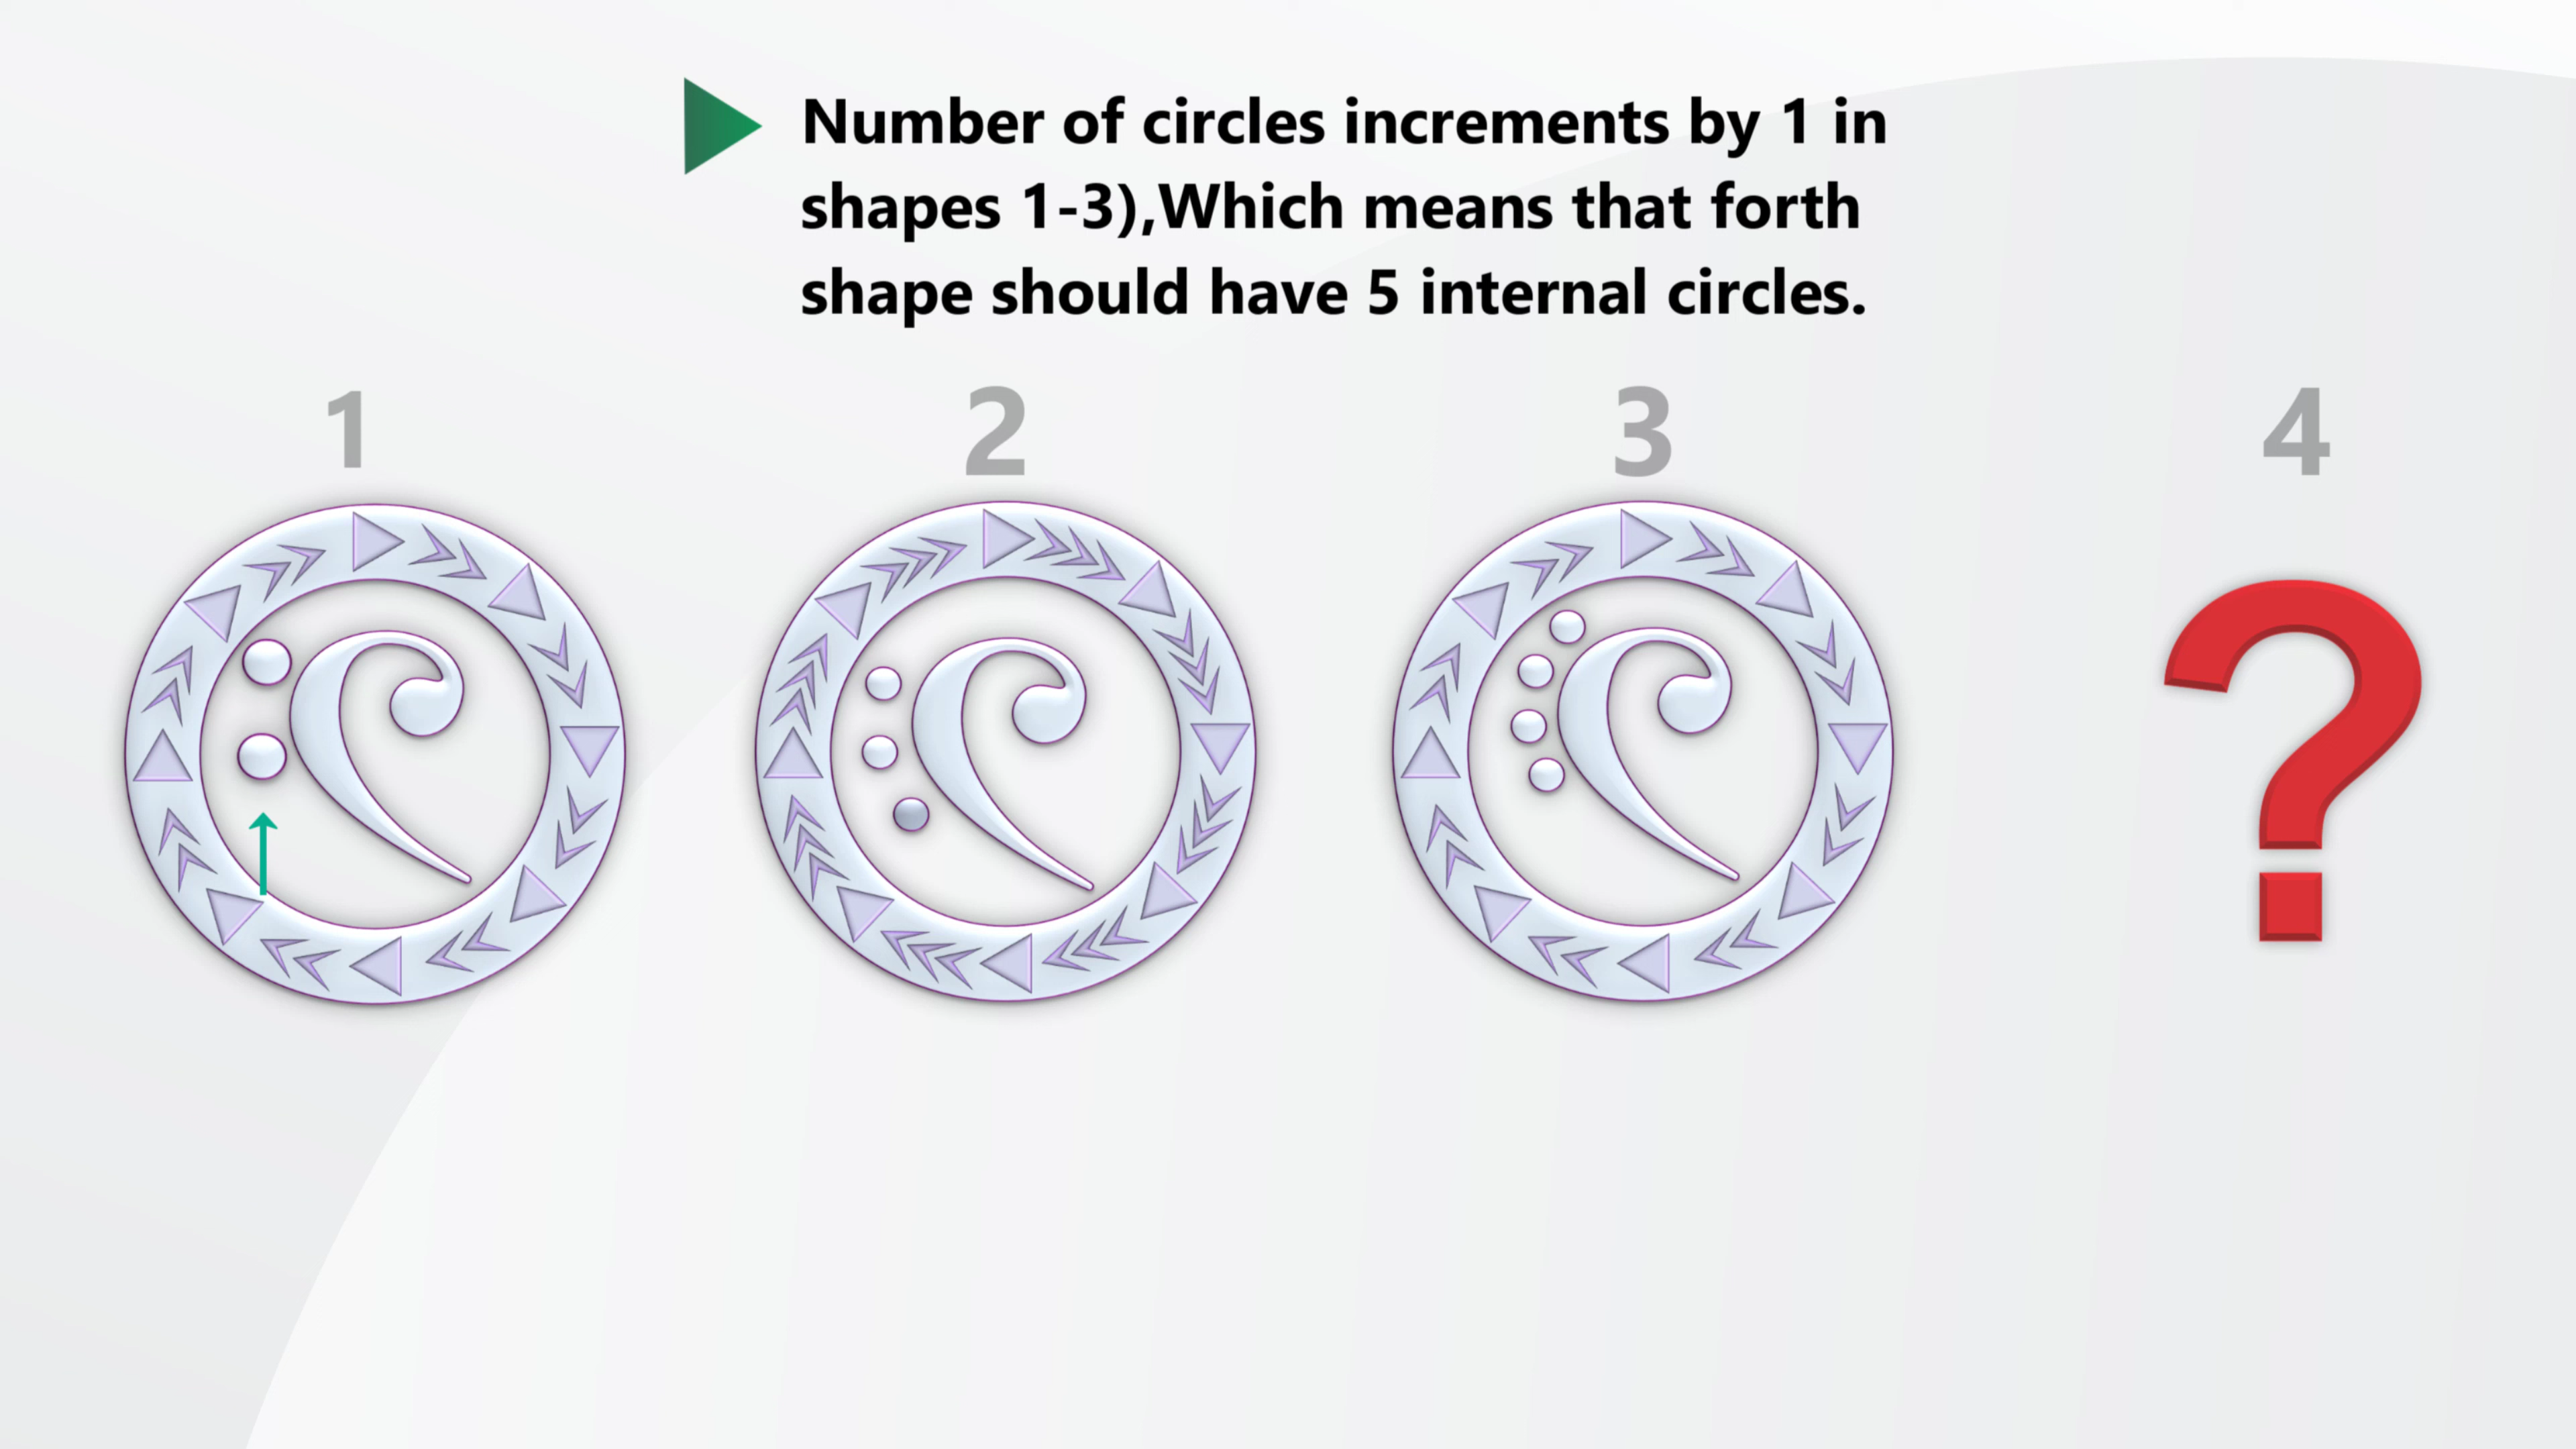 Number of circles increments by 1 in
shapes 1-3),Which means that forth
shape should have 5 internal circles.
1 2 3 4
?